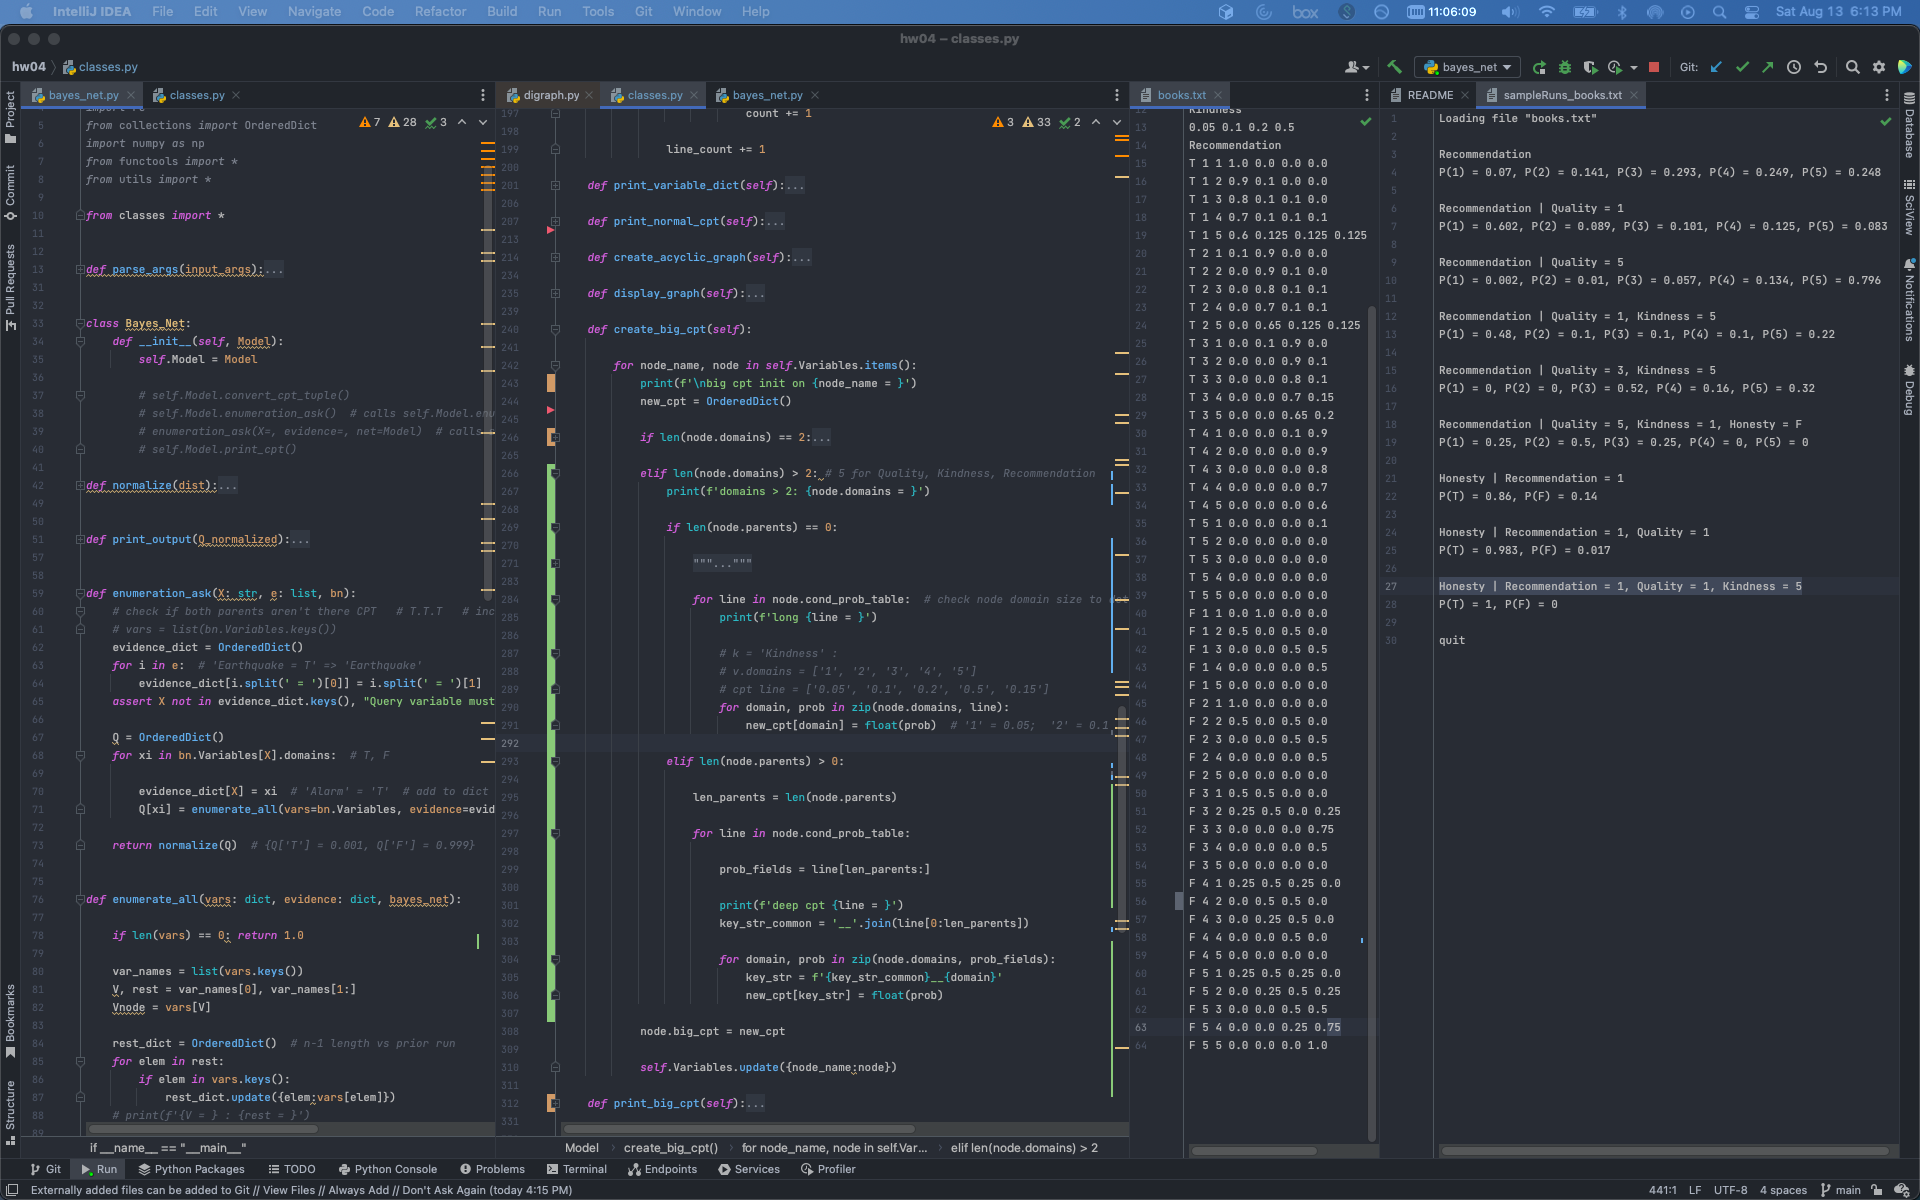 IntelliJ IDEA File Edit View Navigate Code Refactor Build Run Tools Git Window Help
box 11:06:09 Sat Aug 13 6:13 PM
hw04 – classes.py
hw04 classes.py
bayes_net Git:
bayes_net.py classes.py
digraph.py classes.py bayes_net.py
books.txt
README sampleRuns_books.txt
Project
Commit
Pull Requests
Bookmarks
Structure
7 28 3
5 from collections import OrderedDict
6 import numpy as np
7 from functools import *
8 from utils import *
9
10 from classes import *
11
12
13 def parse_args(input_args):...
31
32
33 class Bayes_Net:
34 def __init__(self, Model):
35 self.Model = Model
36
37 # self.Model.convert_cpt_tuple()
38 # self.Model.enumeration_ask() # calls self.Model.enu
39 # enumeration_ask(X=, evidence=, net=Model) # calls
40 # self.Model.print_cpt()
41
42 def normalize(dist):...
49
50
51 def print_output(Q_normalized):...
57
58
59 def enumeration_ask(X: str, e: list, bn):
60 # check if both parents aren't there CPT # T.T.T # inc
61 # vars = list(bn.Variables.keys())
62 evidence_dict = OrderedDict()
63 for i in e: # 'Earthquake = T' => 'Earthquake'
64 evidence_dict[i.split(' = ')[0]] = i.split(' = ')[1]
65 assert X not in evidence_dict.keys(), "Query variable must
66
67 Q = OrderedDict()
68 for xi in bn.Variables[X].domains: # T, F
69
70 evidence_dict[X] = xi # 'Alarm' = 'T' # add to dict
71 Q[xi] = enumerate_all(vars=bn.Variables, evidence=evid
72
73 return normalize(Q) # {Q['T'] = 0.001, Q['F'] = 0.999}
74
75
76 def enumerate_all(vars: dict, evidence: dict, bayes_net):
77
78 if len(vars) == 0: return 1.0
79
80 var_names = list(vars.keys())
81 V, rest = var_names[0], var_names[1:]
82 Vnode = vars[V]
83
84 rest_dict = OrderedDict() # n-1 length vs prior run
85 for elem in rest:
86 if elem in vars.keys():
87 rest_dict.update({elem:vars[elem]})
88 # print(f'{V = } : {rest = }')
89
if __name__ == "__main__"
3 33 2
197 count += 1
198
199 line_count += 1
200
201 def print_variable_dict(self):...
207 def print_normal_cpt(self):...
213
214 def create_acyclic_graph(self):...
234
235 def display_graph(self):...
239
240 def create_big_cpt(self):
241
242 for node_name, node in self.Variables.items():
243 print(f'\nbig cpt init on {node_name = }')
244 new_cpt = OrderedDict()
245
246 if len(node.domains) == 2:...
265
266 elif len(node.domains) > 2: # 5 for Quality, Kindness, Recommendation
267 print(f'domains > 2: {node.domains = }')
268
269 if len(node.parents) == 0:
270
271 """..."""
283
284 for line in node.cond_prob_table: # check node domain size to
285 print(f'long {line = }')
286
287 # k = 'Kindness' :
288 # v.domains = ['1', '2', '3', '4', '5']
289 # cpt line = ['0.05', '0.1', '0.2', '0.5', '0.15']
290 for domain, prob in zip(node.domains, line):
291 new_cpt[domain] = float(prob) # '1' = 0.05; '2' = 0.1
292
293 elif len(node.parents) > 0:
294
295 len_parents = len(node.parents)
296
297 for line in node.cond_prob_table:
298
299 prob_fields = line[len_parents:]
300
301 print(f'deep cpt {line = }')
302 key_str_common = '__'.join(line[0:len_parents])
303
304 for domain, prob in zip(node.domains, prob_fields):
305 key_str = f'{key_str_common}__{domain}'
306 new_cpt[key_str] = float(prob)
307
308 node.big_cpt = new_cpt
309
310 self.Variables.update({node_name:node})
311
312 def print_big_cpt(self):...
331
Model create_big_cpt() for node_name, node in self.Var... elif len(node.domains) > 2
12 Kindness
13 0.05 0.1 0.2 0.5
14 Recommendation
15 T 1 1 1.0 0.0 0.0 0.0
16 T 1 2 0.9 0.1 0.0 0.0
17 T 1 3 0.8 0.1 0.1 0.0
18 T 1 4 0.7 0.1 0.1 0.1
19 T 1 5 0.6 0.125 0.125 0.125
20 T 2 1 0.1 0.9 0.0 0.0
21 T 2 2 0.0 0.9 0.1 0.0
22 T 2 3 0.0 0.8 0.1 0.1
23 T 2 4 0.0 0.7 0.1 0.1
24 T 2 5 0.0 0.65 0.125 0.125
25 T 3 1 0.0 0.1 0.9 0.0
26 T 3 2 0.0 0.0 0.9 0.1
27 T 3 3 0.0 0.0 0.8 0.1
28 T 3 4 0.0 0.0 0.7 0.15
29 T 3 5 0.0 0.0 0.65 0.2
30 T 4 1 0.0 0.0 0.1 0.9
31 T 4 2 0.0 0.0 0.0 0.9
32 T 4 3 0.0 0.0 0.0 0.8
33 T 4 4 0.0 0.0 0.0 0.7
34 T 4 5 0.0 0.0 0.0 0.6
35 T 5 1 0.0 0.0 0.0 0.1
36 T 5 2 0.0 0.0 0.0 0.0
37 T 5 3 0.0 0.0 0.0 0.0
38 T 5 4 0.0 0.0 0.0 0.0
39 T 5 5 0.0 0.0 0.0 0.0
40 F 1 1 0.0 1.0 0.0 0.0
41 F 1 2 0.5 0.0 0.5 0.0
42 F 1 3 0.0 0.0 0.5 0.5
43 F 1 4 0.0 0.0 0.0 0.5
44 F 1 5 0.0 0.0 0.0 0.0
45 F 2 1 1.0 0.0 0.0 0.0
46 F 2 2 0.5 0.0 0.5 0.0
47 F 2 3 0.0 0.0 0.5 0.5
48 F 2 4 0.0 0.0 0.5 0.0
49 F 2 5 0.0 0.0 0.0 0.0
50 F 3 1 0.5 0.5 0.0 0.0
51 F 3 2 0.25 0.5 0.0 0.25
52 F 3 3 0.0 0.0 0.0 0.75
53 F 3 4 0.0 0.0 0.0 0.5
54 F 3 5 0.0 0.0 0.0 0.0
55 F 4 1 0.25 0.5 0.25 0.0
56 F 4 2 0.0 0.5 0.5 0.0
57 F 4 3 0.0 0.25 0.5 0.0
58 F 4 4 0.0 0.0 0.5 0.0
59 F 4 5 0.0 0.0 0.0 0.0
60 F 5 1 0.25 0.5 0.25 0.0
61 F 5 2 0.0 0.25 0.5 0.25
62 F 5 3 0.0 0.0 0.5 0.5
63 F 5 4 0.0 0.0 0.25 0.75
64 F 5 5 0.0 0.0 0.0 1.0
1 Loading file "books.txt"
2
3 Recommendation
4 P(1) = 0.07, P(2) = 0.141, P(3) = 0.293, P(4) = 0.249, P(5) = 0.248
5
6 Recommendation | Quality = 1
7 P(1) = 0.602, P(2) = 0.089, P(3) = 0.101, P(4) = 0.125, P(5) = 0.083
8
9 Recommendation | Quality = 5
10 P(1) = 0.002, P(2) = 0.01, P(3) = 0.057, P(4) = 0.134, P(5) = 0.796
11
12 Recommendation | Quality = 1, Kindness = 5
13 P(1) = 0.48, P(2) = 0.1, P(3) = 0.1, P(4) = 0.1, P(5) = 0.22
14
15 Recommendation | Quality = 3, Kindness = 5
16 P(1) = 0, P(2) = 0, P(3) = 0.52, P(4) = 0.16, P(5) = 0.32
17
18 Recommendation | Quality = 5, Kindness = 1, Honesty = F
19 P(1) = 0.25, P(2) = 0.5, P(3) = 0.25, P(4) = 0, P(5) = 0
20
21 Honesty | Recommendation = 1
22 P(T) = 0.86, P(F) = 0.14
23
24 Honesty | Recommendation = 1, Quality = 1
25 P(T) = 0.983, P(F) = 0.017
26
27 Honesty | Recommendation = 1, Quality = 1, Kindness = 5
28 P(T) = 1, P(F) = 0
29
30 quit
Database
SciView
Notifications
Debug
Git Run Python Packages TODO Python Console Problems Terminal Endpoints Services Profiler
Externally added files can be added to Git // View Files // Always Add // Don't Ask Again (today 4:15 PM)
441:1 LF UTF-8 4 spaces main